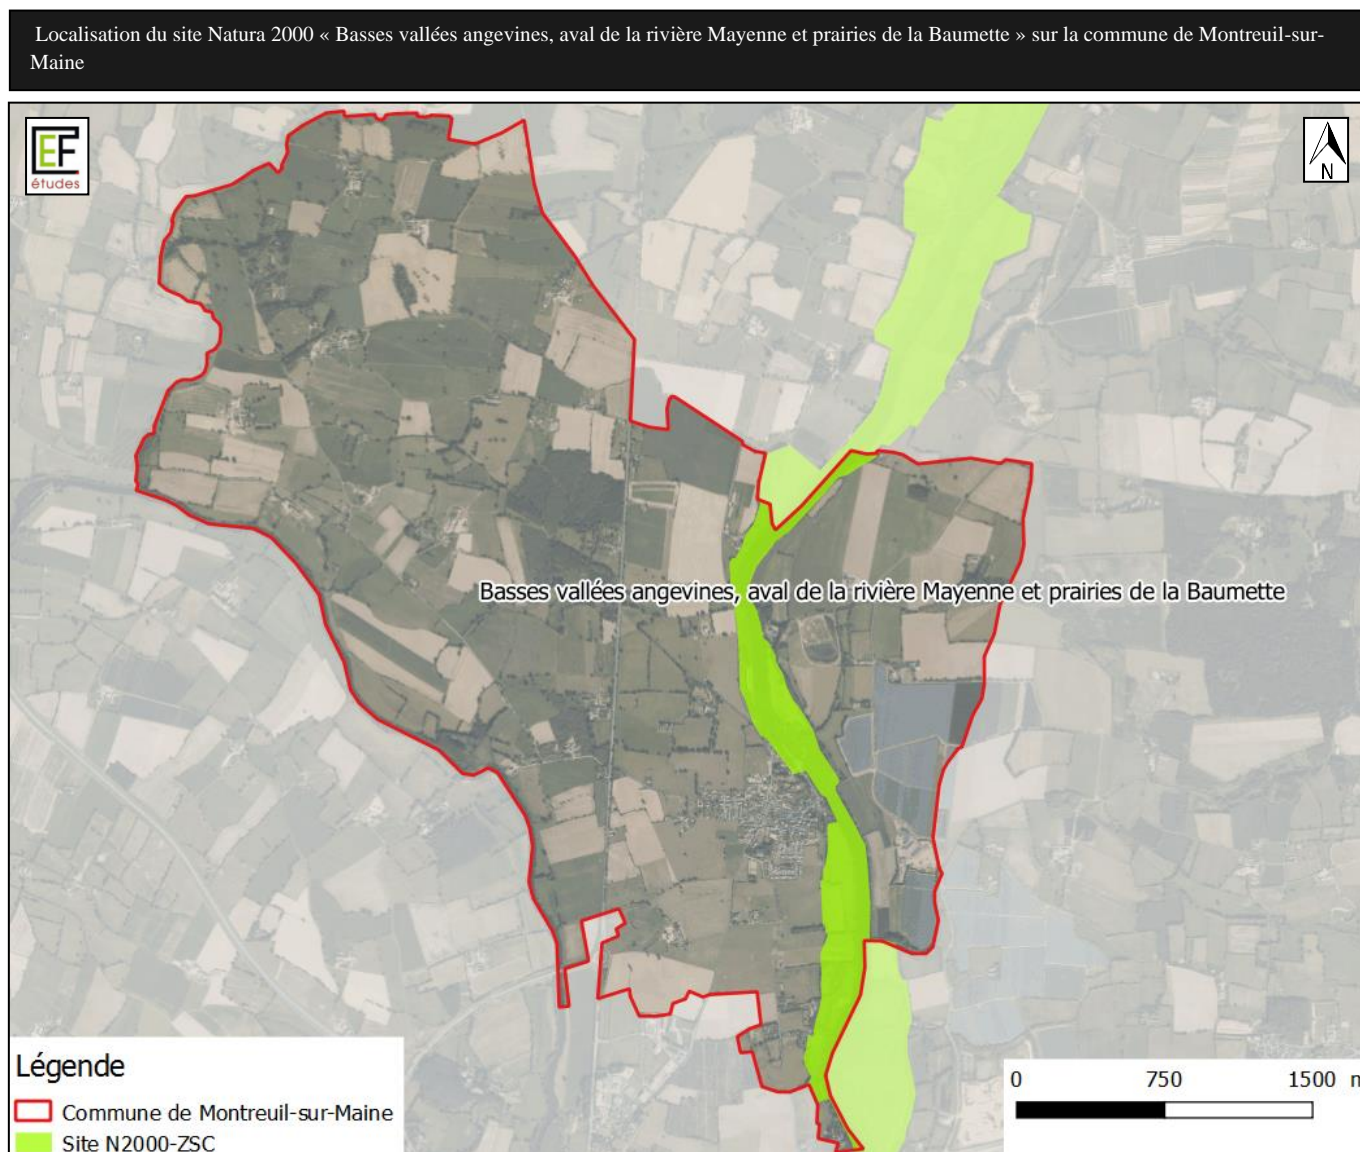 Localisation du site Natura 2000 « Basses vallées angevines, aval de la rivière Mayenne et prairies de la Baumette » sur la commune de Montreuil-sur-
Maine
EF
études
N
Basses vallées angevines, aval de la rivière Mayenne et prairies de la Baumette
Légende
Commune de Montreuil-sur-Maine
Site N2000-ZSC
0 750 1500 m